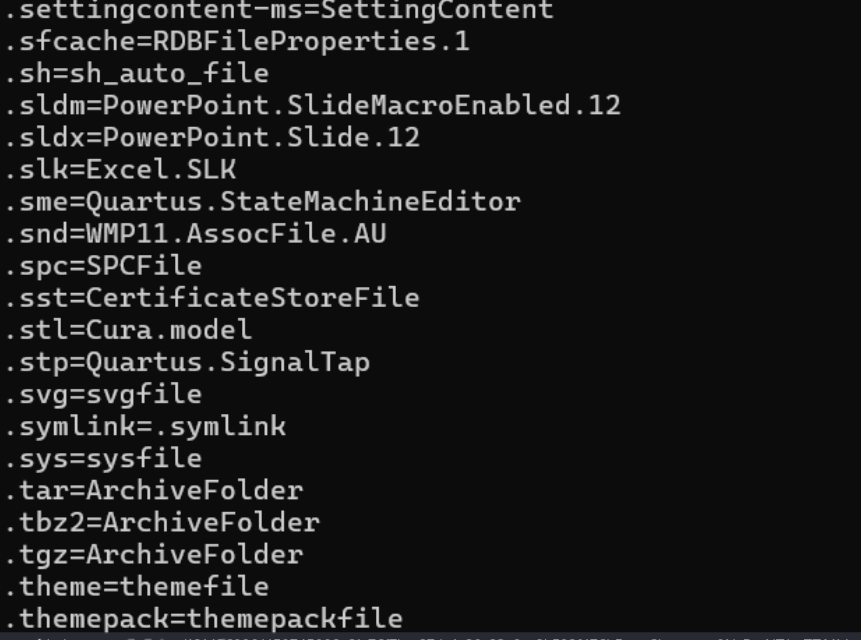 .settingcontent-ms=SettingContent
.sfcache=RDBFileProperties.1
.sh=sh_auto_file
.sldm=PowerPoint.SlideMacroEnabled.12
.sldx=PowerPoint.Slide.12
.slk=Excel.SLK
.sme=Quartus.StateMachineEditor
.snd=WMP11.AssocFile.AU
.spc=SPCFile
.sst=CertificateStoreFile
.stl=Cura.model
.stp=Quartus.SignalTap
.svg=svgfile
.symlink=.symlink
.sys=sysfile
.tar=ArchiveFolder
.tbz2=ArchiveFolder
.tgz=ArchiveFolder
.theme=themefile
.themepack=themepackfile